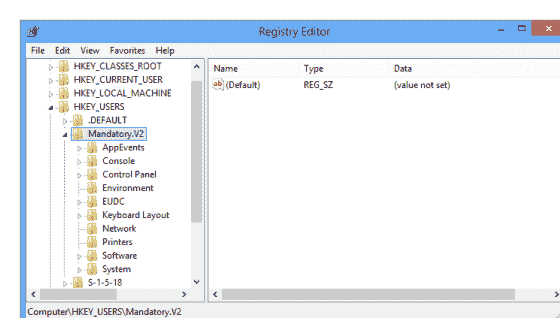 Registry Editor
File Edit View Favorites Help
HKEY_CLASSES_ROOT
HKEY_CURRENT_USER
HKEY_LOCAL_MACHINE
HKEY_USERS
.DEFAULT
Mandatory.V2
AppEvents
Console
Control Panel
Environment
EUDC
Keyboard Layout
Network
Printers
Software
System
S-1-5-18
Name Type Data
ab (Default) REG_SZ (value not set)
Computer\HKEY_USERS\Mandatory.V2